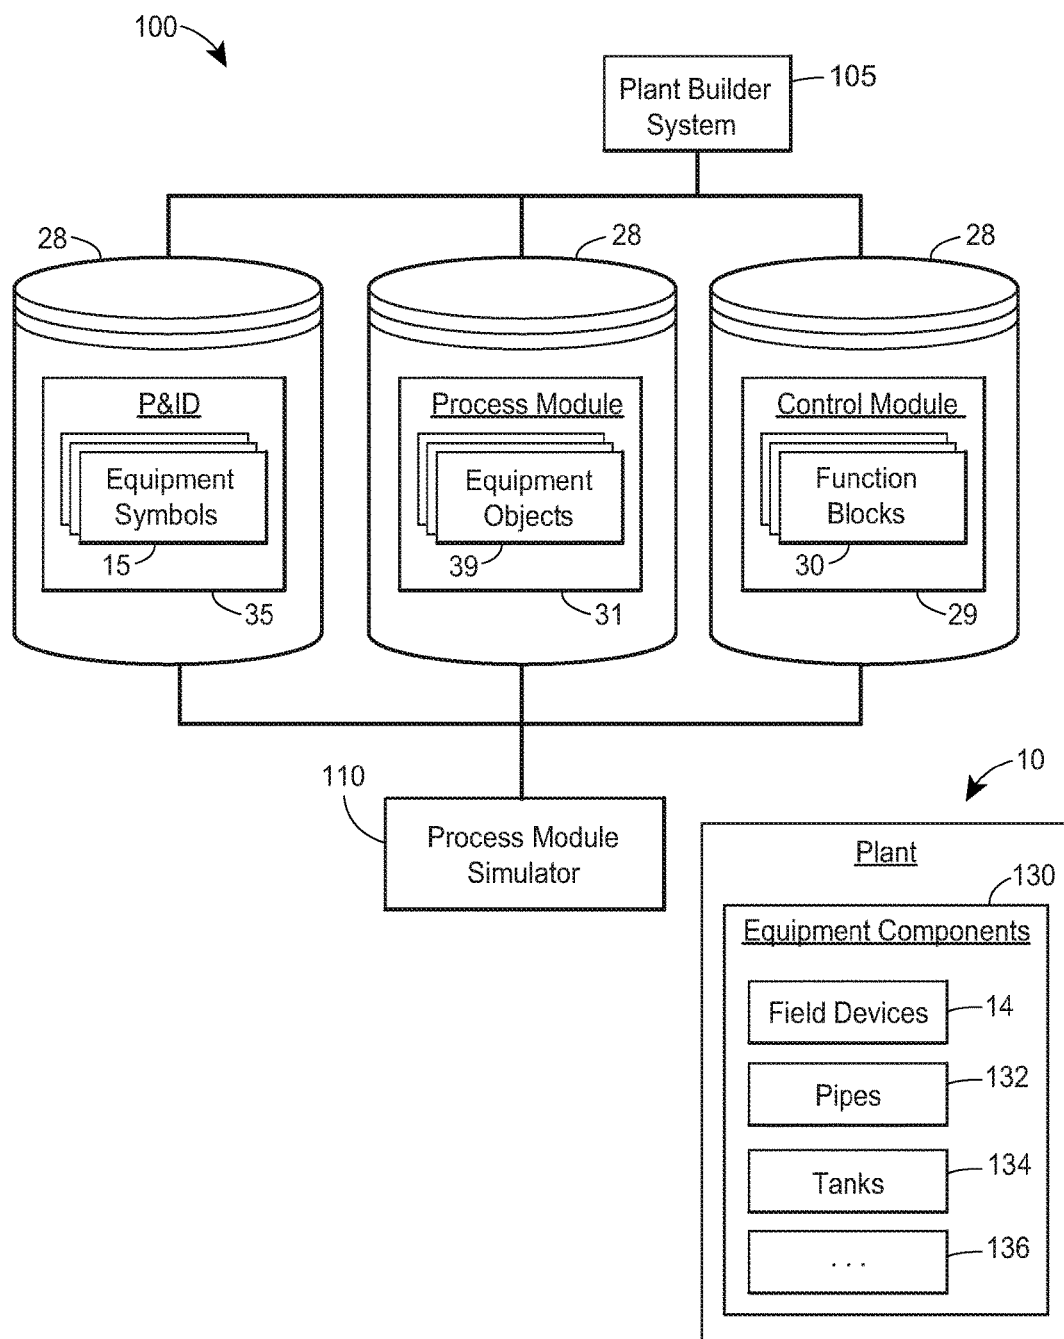 100
Plant Builder
System
105
28
28
28
P&ID
Equipment
Symbols
15
35
Process Module
Equipment
Objects
39
31
Control Module
Function
Blocks
30
29
110
Process Module
Simulator
10
Plant
130
Equipment Components
Field Devices
14
Pipes
132
Tanks
134
. . .
136